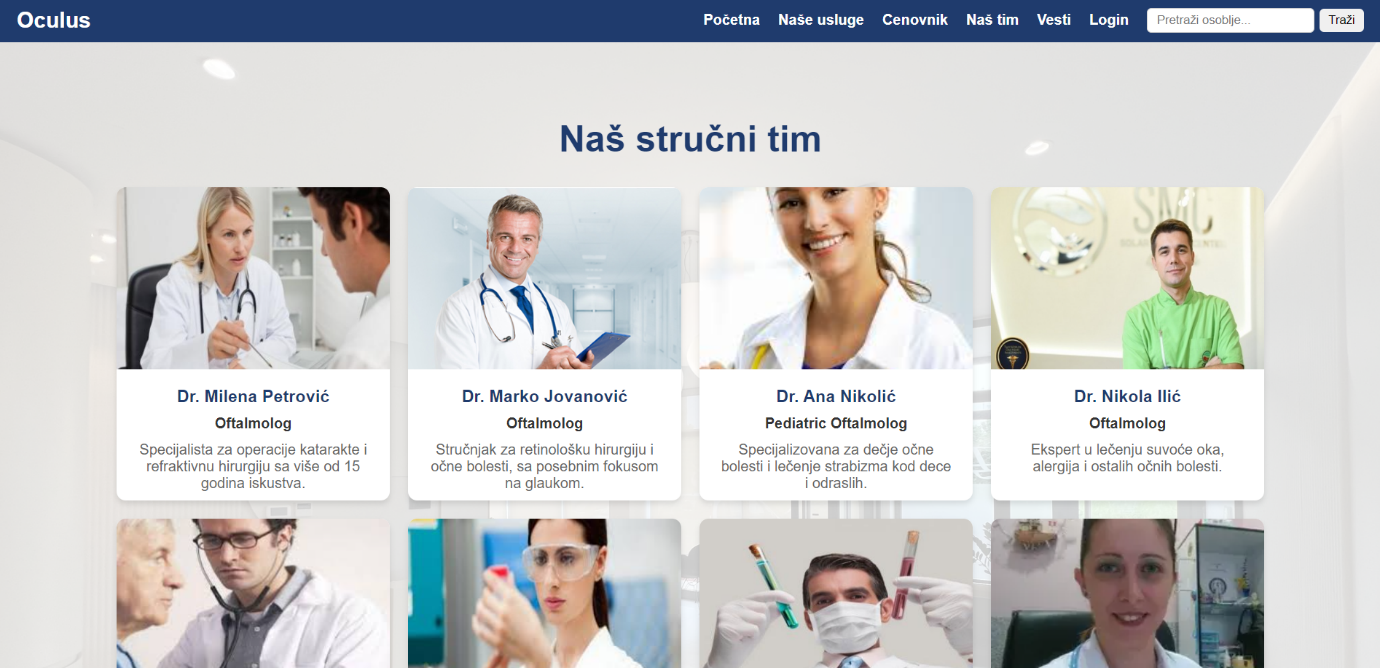 Oculus
Početna Naše usluge Cenovnik Naš tim Vesti Login Pretraži osoblje... Traži
Naš stručni tim
SMC
Dr. Milena Petrović
Oftalmolog
Specijalista za operacije katarakte i
refraktivnu hirurgiju sa više od 15
godina iskustva.
Dr. Marko Jovanović
Oftalmolog
Stručnjak za retinološku hirurgiju i
očne bolesti, sa posebnim fokusom
na glaukom.
Dr. Ana Nikolić
Pediatric Oftalmolog
Specijalizovana za dečje očne
bolesti i lečenje strabizma kod dece
i odraslih.
Dr. Nikola Ilić
Oftalmolog
Ekspert u lečenju suvoće oka,
alergija i ostalih očnih bolesti.